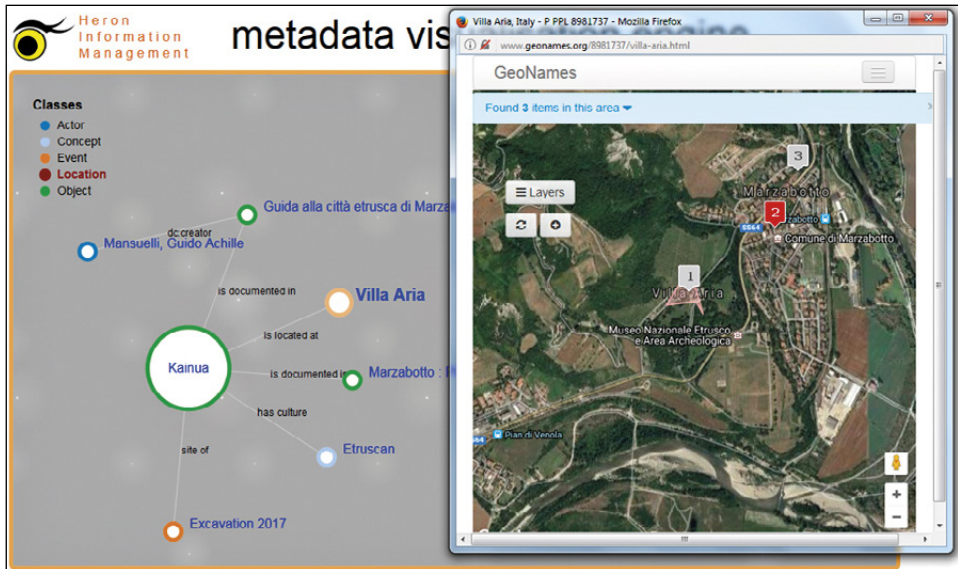 Heron
Information
Management
metadata vis
Classes
Actor
Concept
Event
Location
Object
Guida alla città etrusca di Marza
dc:creator
Mansuelli, Guido Achille
is documented in
Villa Aria
is located at
Kainua
is documented in
Marzabotto :
has culture
Etruscan
site of
Excavation 2017
Villa Aria, Italy - P PPL 8981737 - Mozilla Firefox
www.geonames.org/8981737/villa-aria.html
GeoNames
Found 3 items in this area
Layers
3
Marzabotto
2
Marzabotto
SS64
Comune di Marzabotto
1
Villa Aria
Museo Nazionale Etrusco
e Area Archeologica
Pian di Venola
S64
+
−